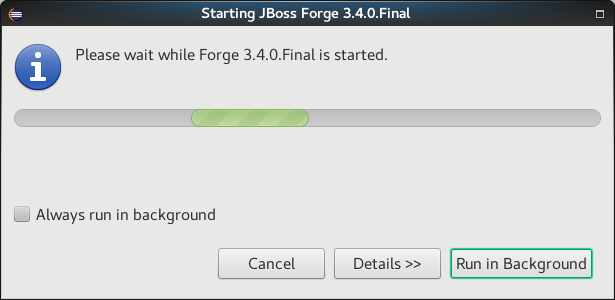 Starting JBoss Forge 3.4.0.Final
Please wait while Forge 3.4.0.Final is started.
Always run in background
Cancel
Details >>
Run in Background